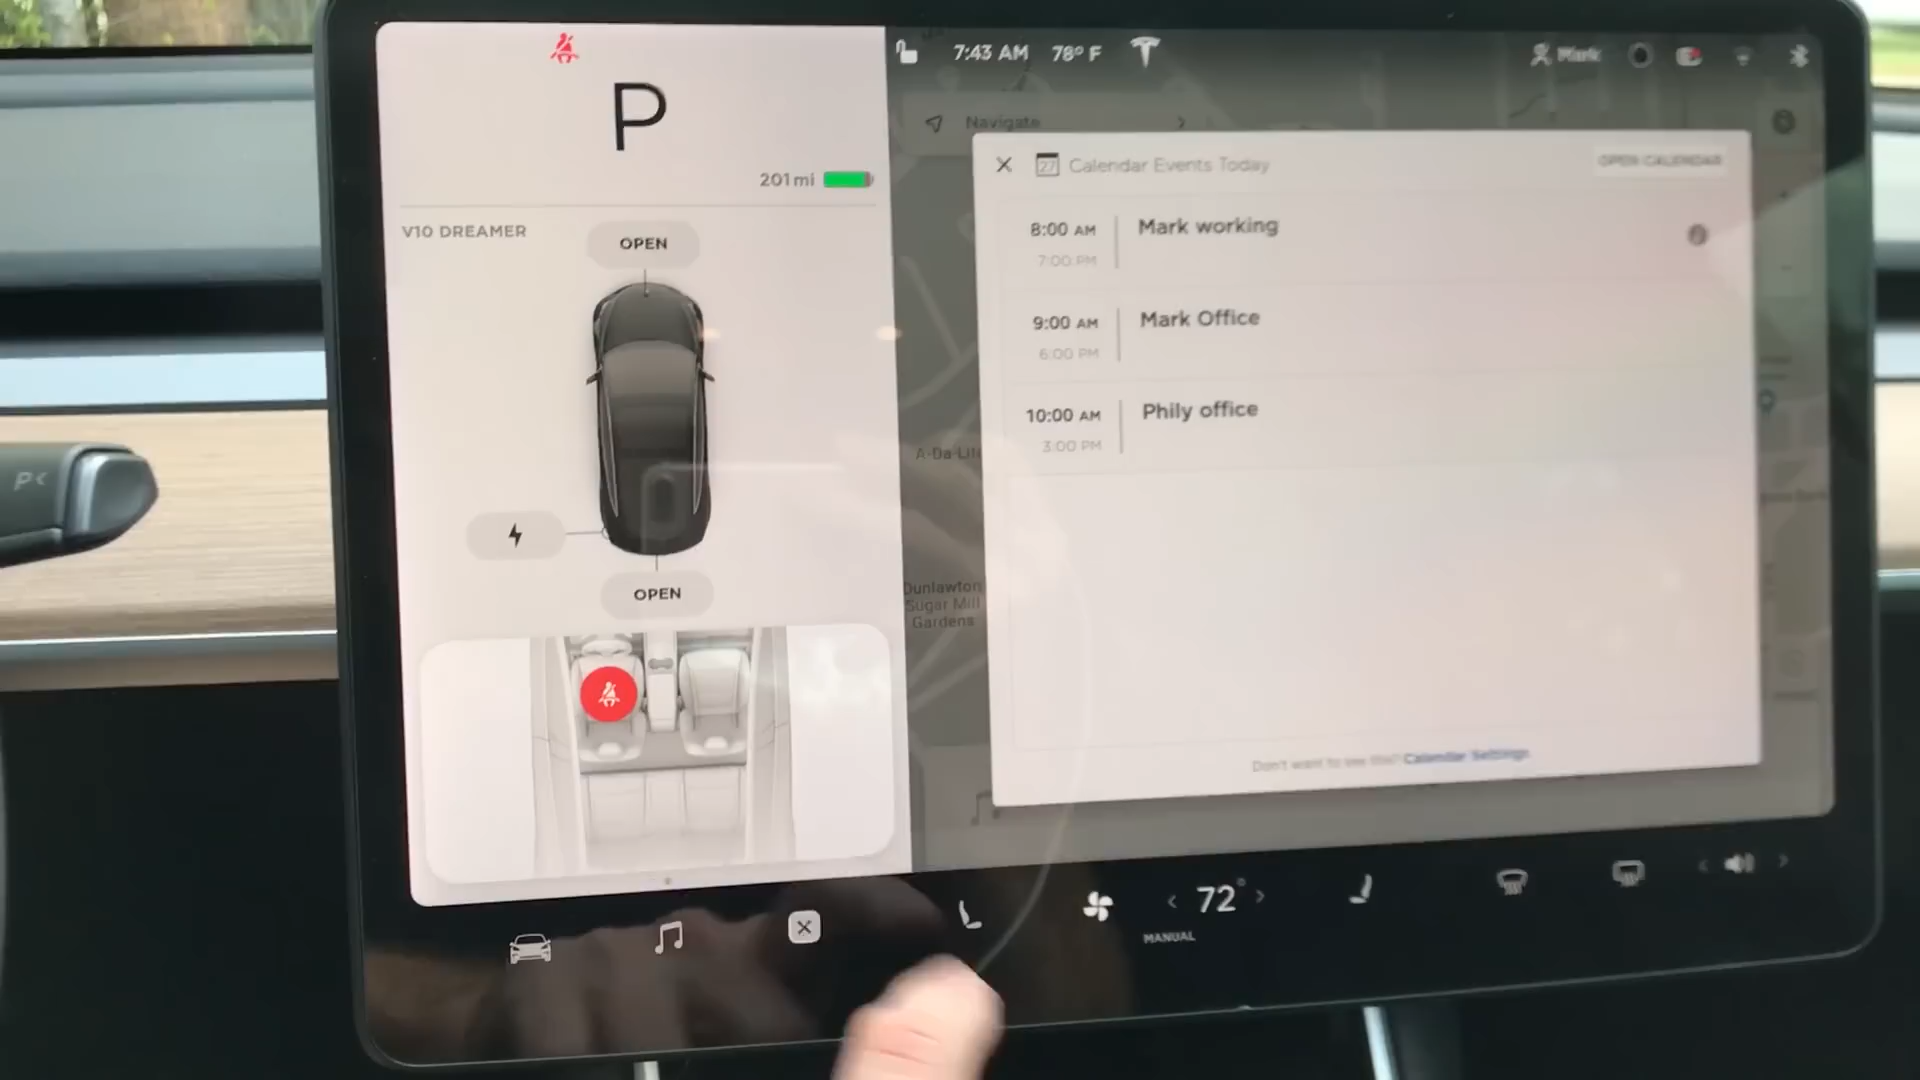 P
201 mi
V10 DREAMER
OPEN
OPEN
7:43 AM 78° F
Mark
Navigate
27 Calendar Events Today
OPEN CALENDAR
8:00 AM Mark working
7:00 PM
9:00 AM Mark Office
6:00 PM
10:00 AM Phily office
3:00 PM
A-Da-Lite
Dunlawton
Sugar Mill
Gardens
Don't want to see this? Calendar Settings
72°
MANUAL
P<